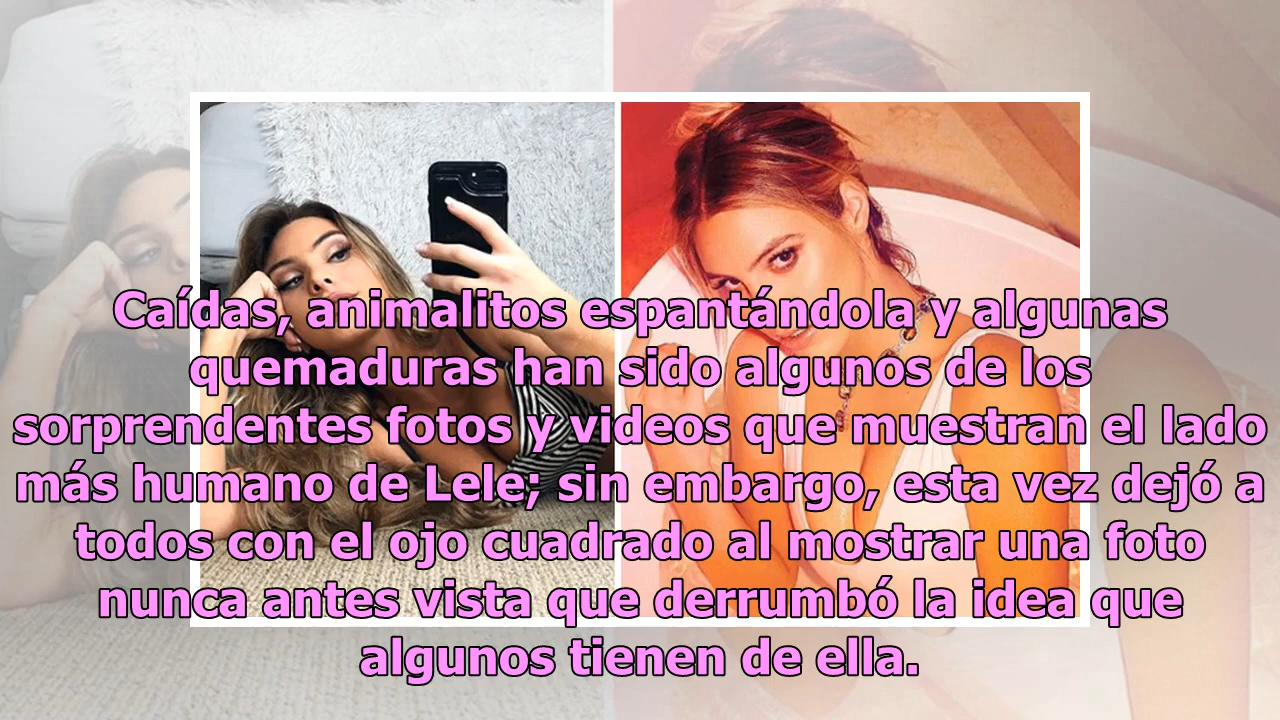 Caídas, animalitos espantándola y algunas
quemaduras han sido algunos de los
sorprendentes fotos y videos que muestran el lado
más humano de Lele; sin embargo, esta vez dejó a
todos con el ojo cuadrado al mostrar una foto
nunca antes vista que derrumbó la idea que
algunos tienen de ella.